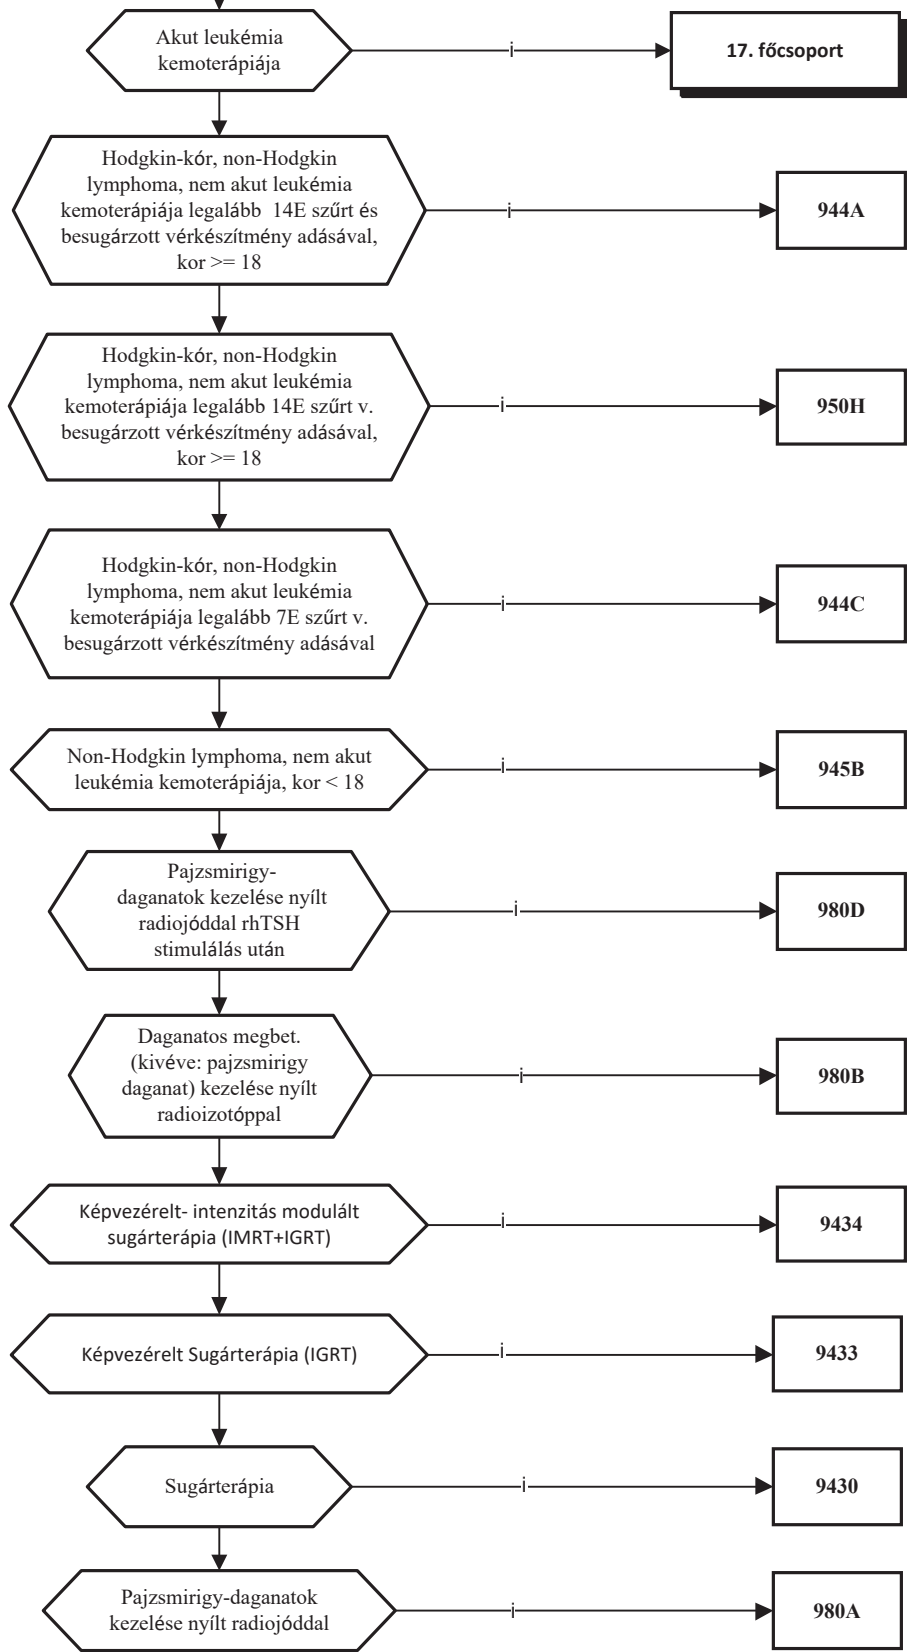 Akut leukémia
kemoterápiája
i
17. főcsoport
Hodgkin-kór, non-Hodgkin
lymphoma, nem akut leukémia
kemoterápiája legalább 14E szűrt és
besugárzott vérkészítmény adásával,
kor >= 18
i
944A
Hodgkin-kór, non-Hodgkin
lymphoma, nem akut leukémia
kemoterápiája legalább 14E szűrt v.
besugárzott vérkészítmény adásával,
kor >= 18
i
950H
Hodgkin-kór, non-Hodgkin
lymphoma, nem akut leukémia
kemoterápiája legalább 7E szűrt v.
besugárzott vérkészítmény adásával
i
944C
Non-Hodgkin lymphoma, nem akut
leukémia kemoterápiája, kor < 18
i
945B
Pajzsmirigy-
daganatok kezelése nyílt
radiojóddal rhTSH
stimulálás után
i
980D
Daganatos megbet.
(kivéve: pajzsmirigy
daganat) kezelése nyílt
radioizotóppal
i
980B
Képvezérelt- intenzitás modulált
sugárterápia (IMRT+IGRT)
i
9434
Képvezérelt Sugárterápia (IGRT)
i
9433
Sugárterápia
i
9430
Pajzsmirigy-daganatok
kezelése nyílt radiojóddal
i
980A